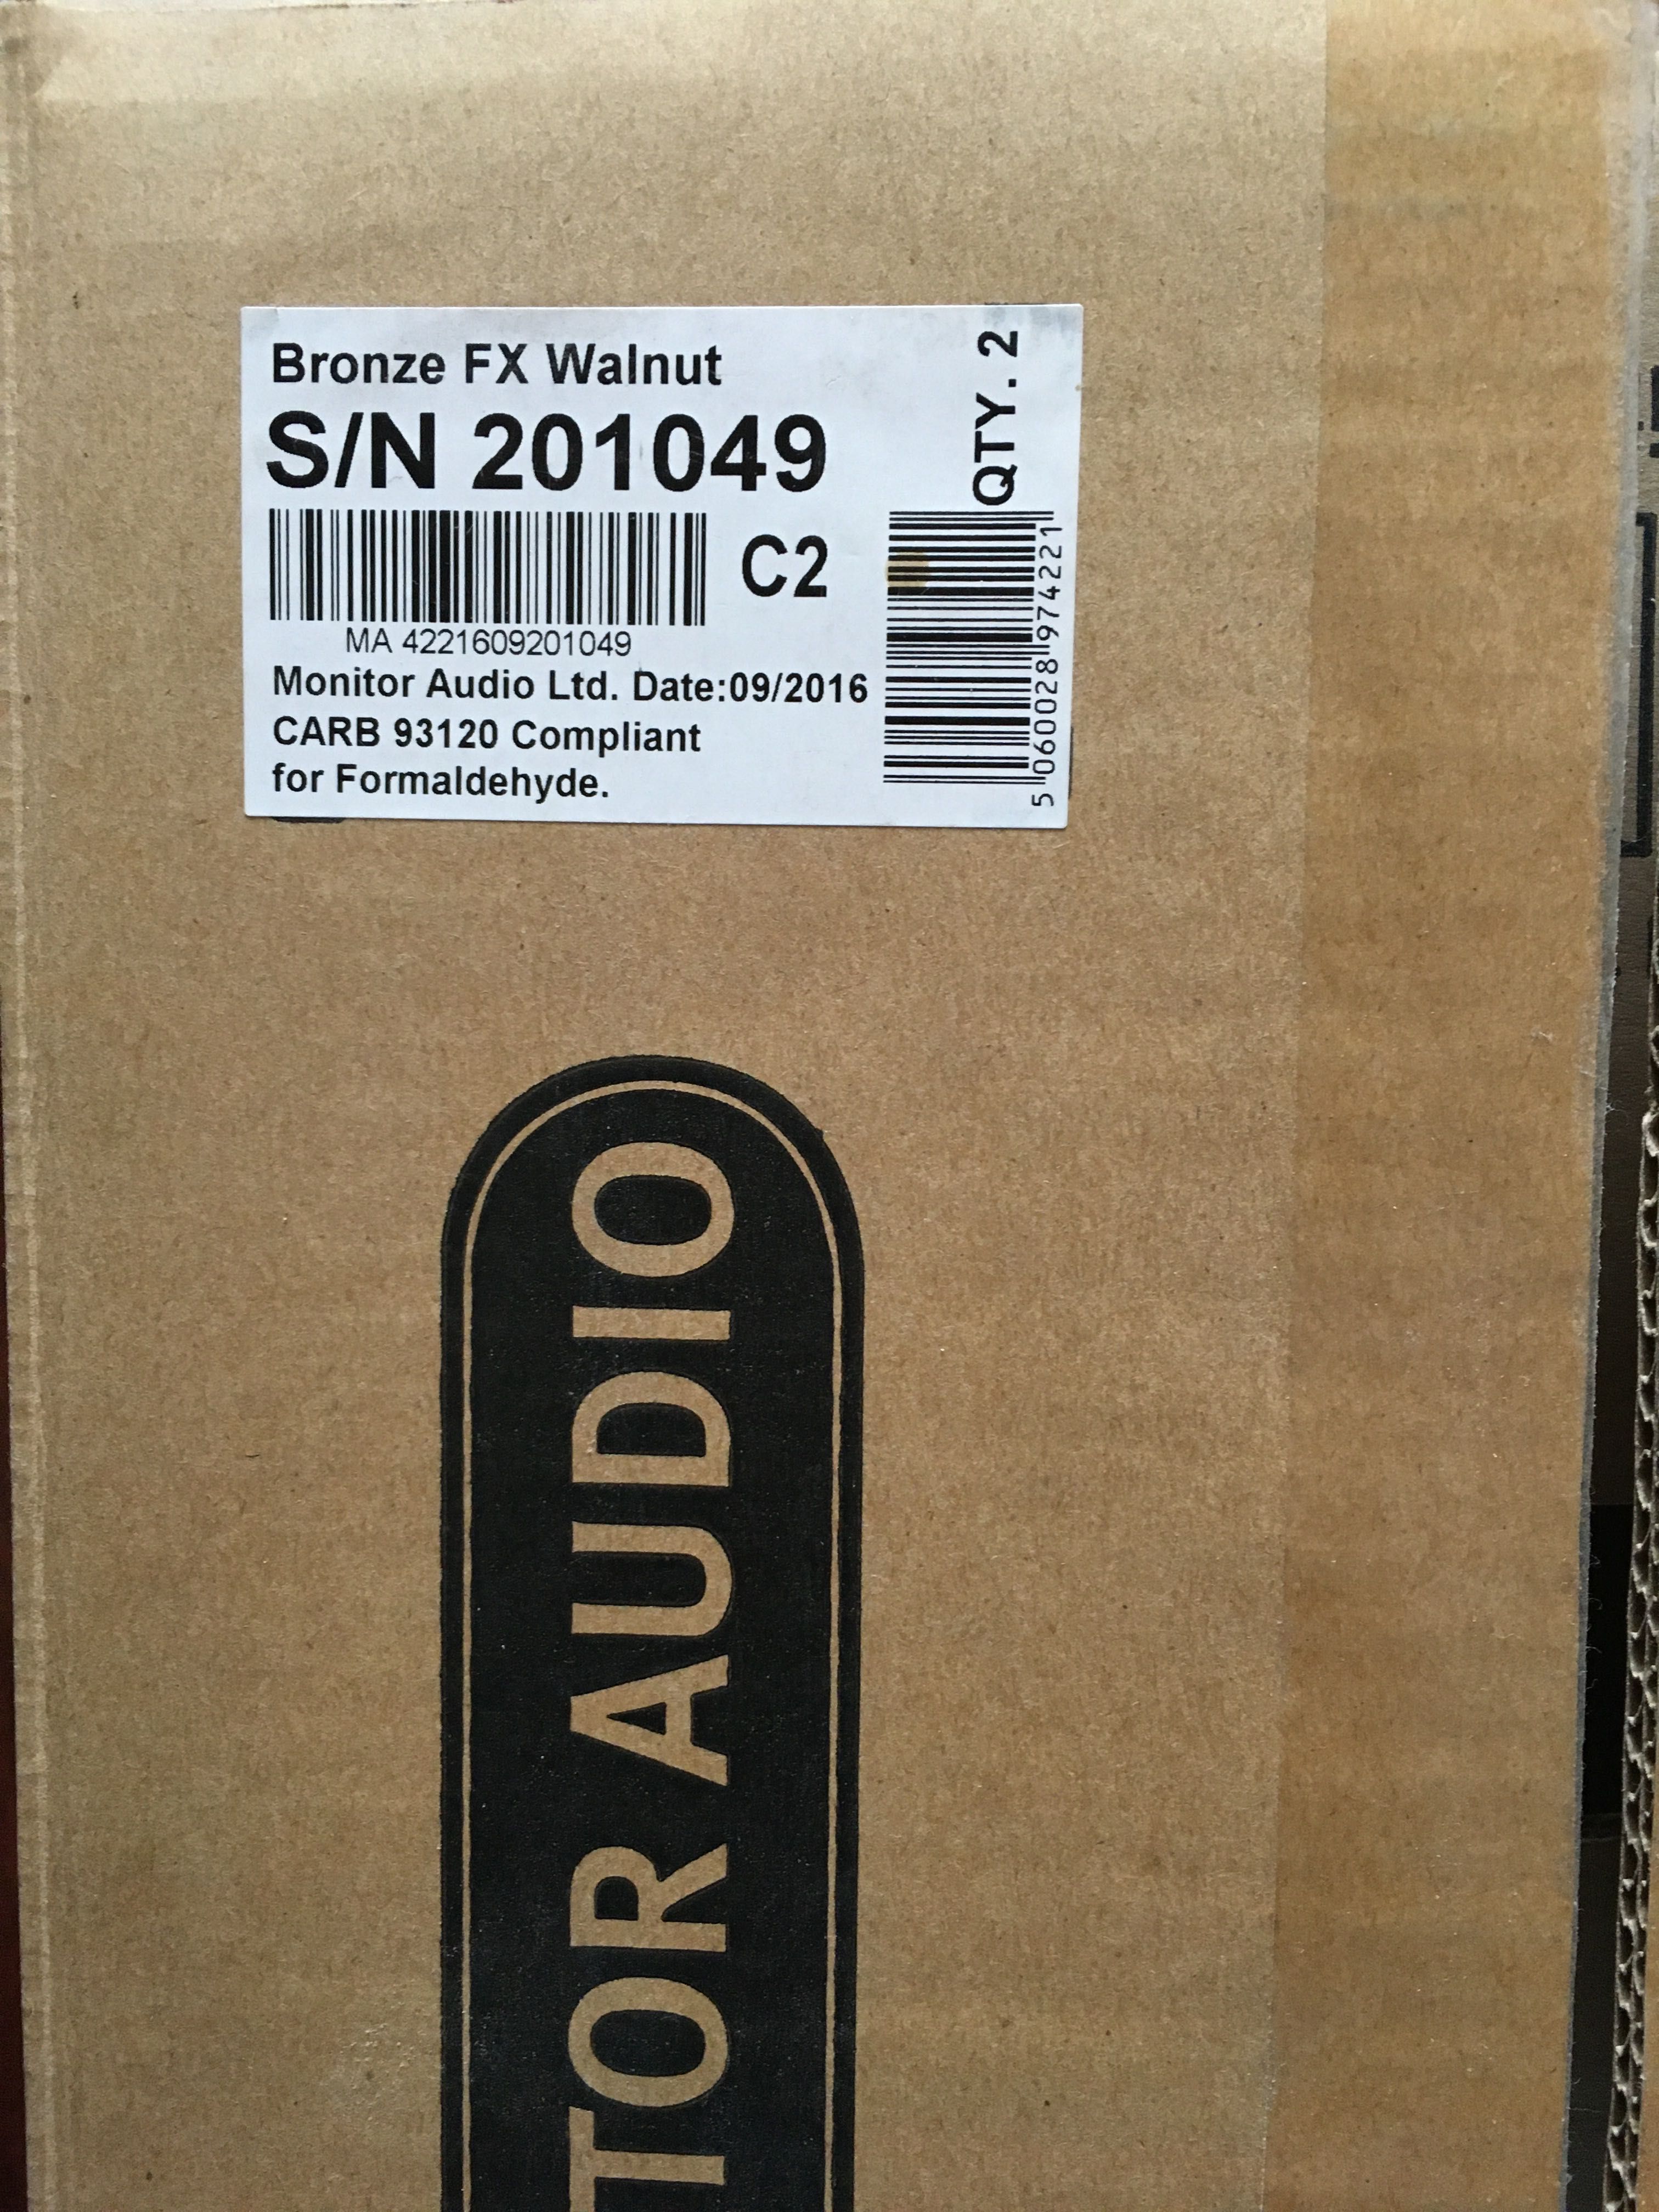 Bronze FX Walnut
S/N 201049
C2
MA 4221609201049
Monitor Audio Ltd. Date:09/2016
CARB 93120 Compliant
for Formaldehyde.
QTY. 2
5 060028 974221
TOR AUDIO